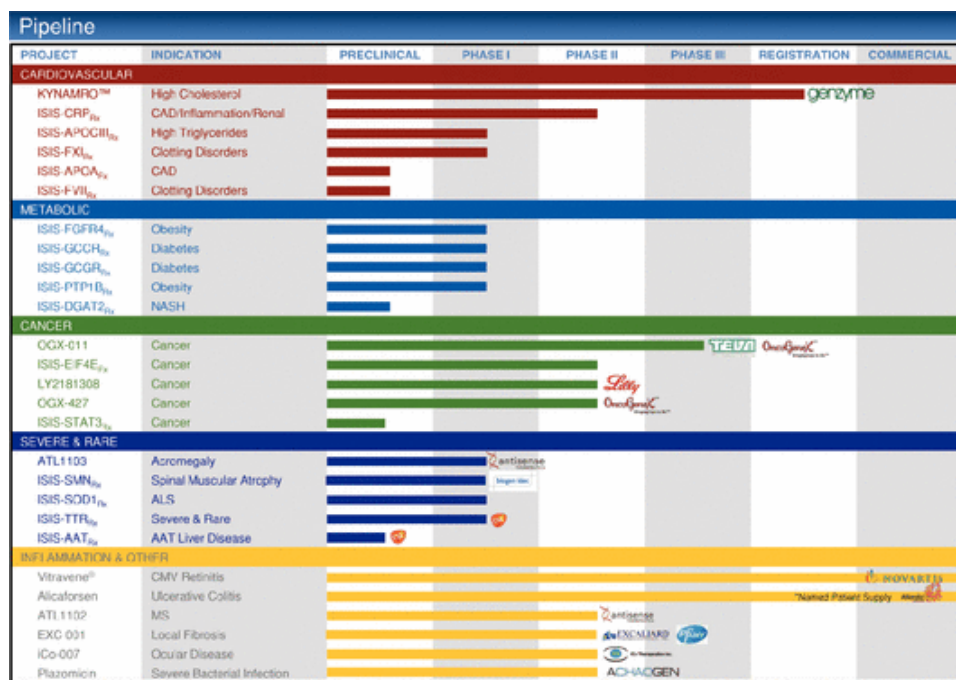 Pipeline
PROJECT INDICATION PRECLINICAL PHASE I PHASE II PHASE III REGISTRATION COMMERCIAL
CARDIOVASCULAR
KYNAMRO™ High Cholesterol genzyme
ISIS-CRPRx CAD/Inflammation/Renal
ISIS-APOCIIIRx High Triglycerides
ISIS-FXIRx Clotting Disorders
ISIS-APOARx CAD
ISIS-FVIIRx Clotting Disorders
METABOLIC
ISIS-FGFR4Rx Obesity
ISIS-GCCRRx Diabetes
ISIS-GCGRRx Diabetes
ISIS-PTP1BRx Obesity
ISIS-DGAT2Rx NASH
CANCER
OGX-011 Cancer TEVA OncoGeneX
ISIS-EIF4ERx Cancer
LY2181308 Cancer Lilly
OGX-427 Cancer OncoGeneX
ISIS-STAT3Rx Cancer
SEVERE & RARE
ATL1103 Acromegaly antisense
ISIS-SMNRx Spinal Muscular Atrophy biogen idec
ISIS-SOD1Rx ALS
ISIS-TTRRx Severe & Rare gsk
ISIS-AATRx AAT Liver Disease gsk
INFLAMMATION & OTHER
Vitravene® CMV Retinitis NOVARTIS
Alicaforsen Ulcerative Colitis *Named Patient Supply
ATL1102 MS antisense
EXC 001 Local Fibrosis EXCALIARD Pfizer
iCo-007 Ocular Disease
Plazomicin Severe Bacterial Infection ACHAOGEN